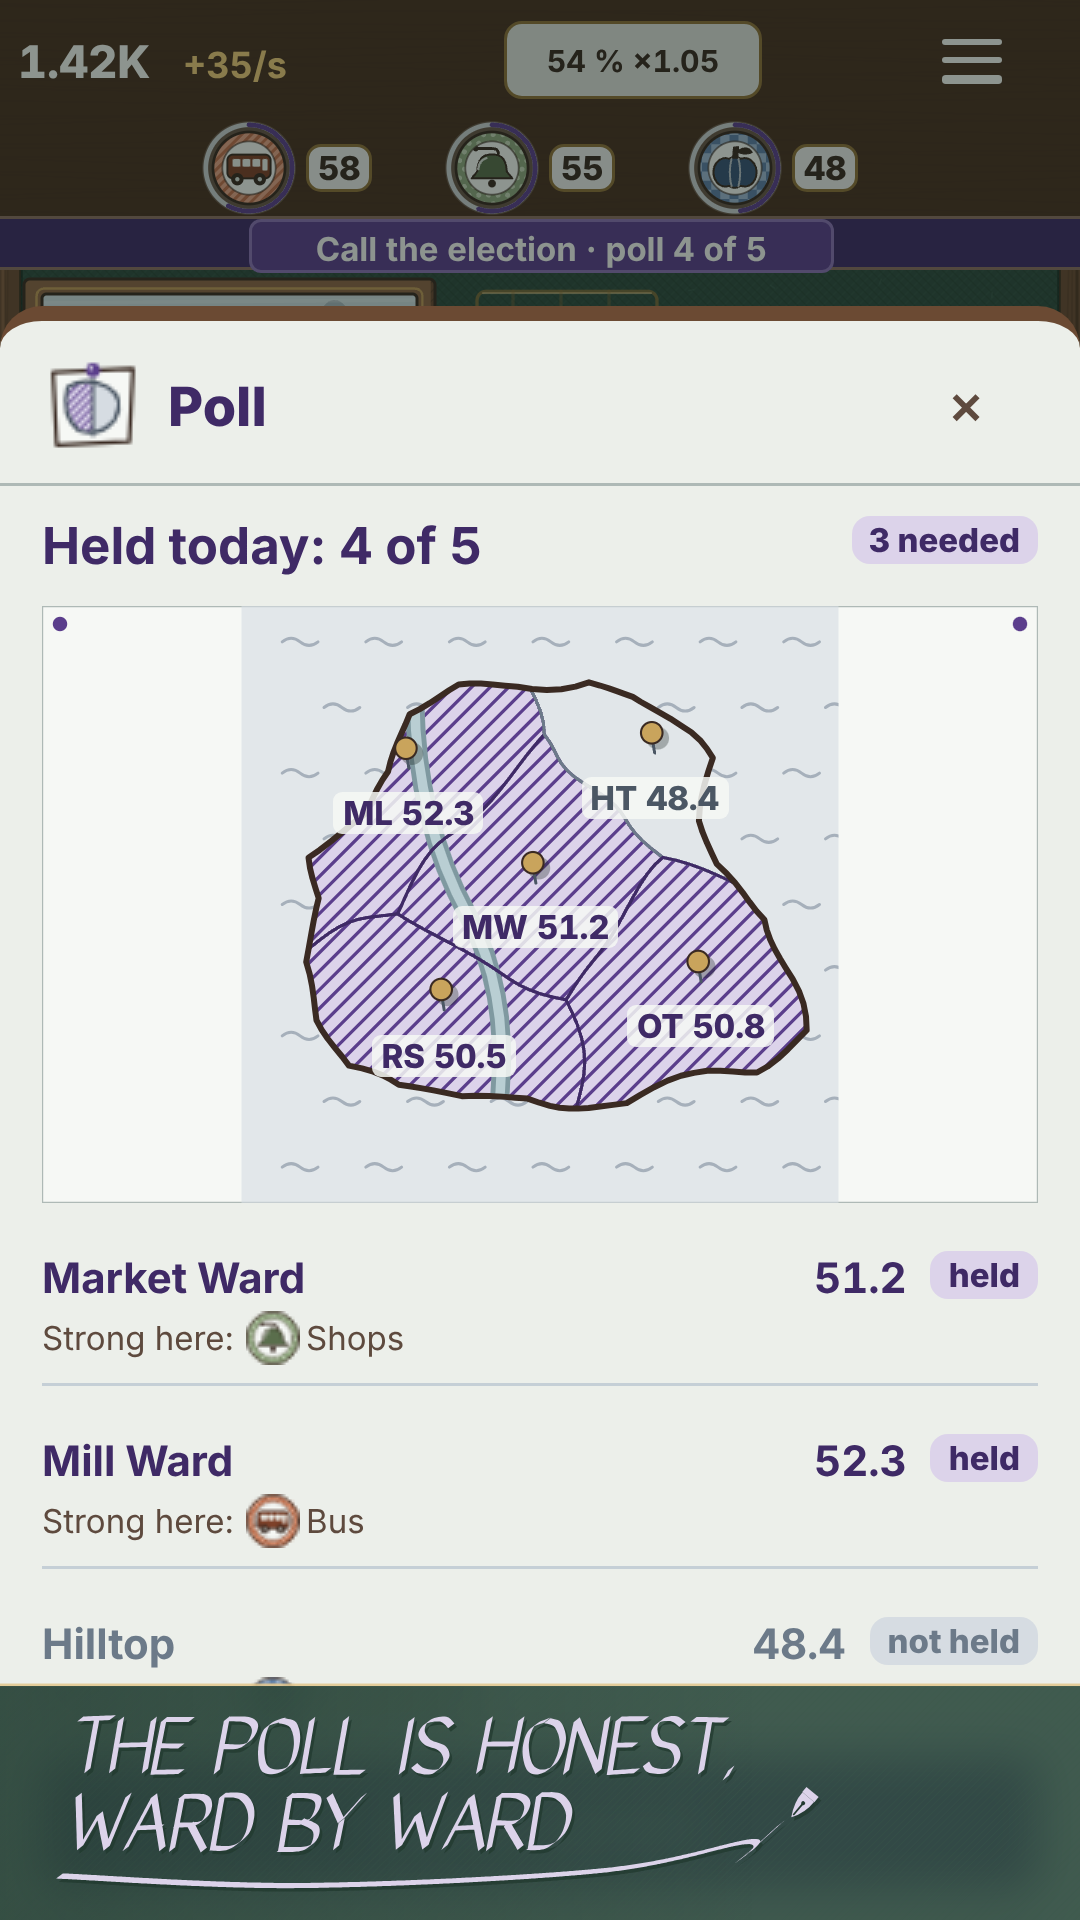 1.42K +35/s 54 % ×1.05
58 55 48
Call the election · poll 4 of 5
Poll ×
Held today: 4 of 5 3 needed
HT 48.4
ML 52.3
MW 51.2
OT 50.8
RS 50.5
Market Ward 51.2 held
Strong here: Shops
Mill Ward 52.3 held
Strong here: Bus
Hilltop 48.4 not held
THE POLL IS HONEST,
WARD BY WARD